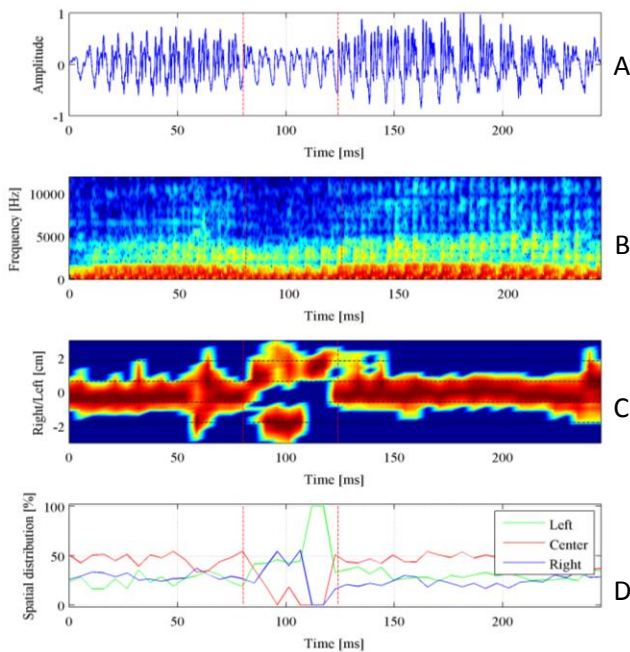 1
0
-1
Amplitude
0 50 100 150 200
Time [ms]
A
10000
5000
0
Frequency [Hz]
0 50 100 150 200
Time [ms]
B
2
0
-2
Right/Left [cm]
0 50 100 150 200
Time [ms]
C
100
50
0
Spatial distribution [%]
Left
Center
Right
0 50 100 150 200
Time [ms]
D